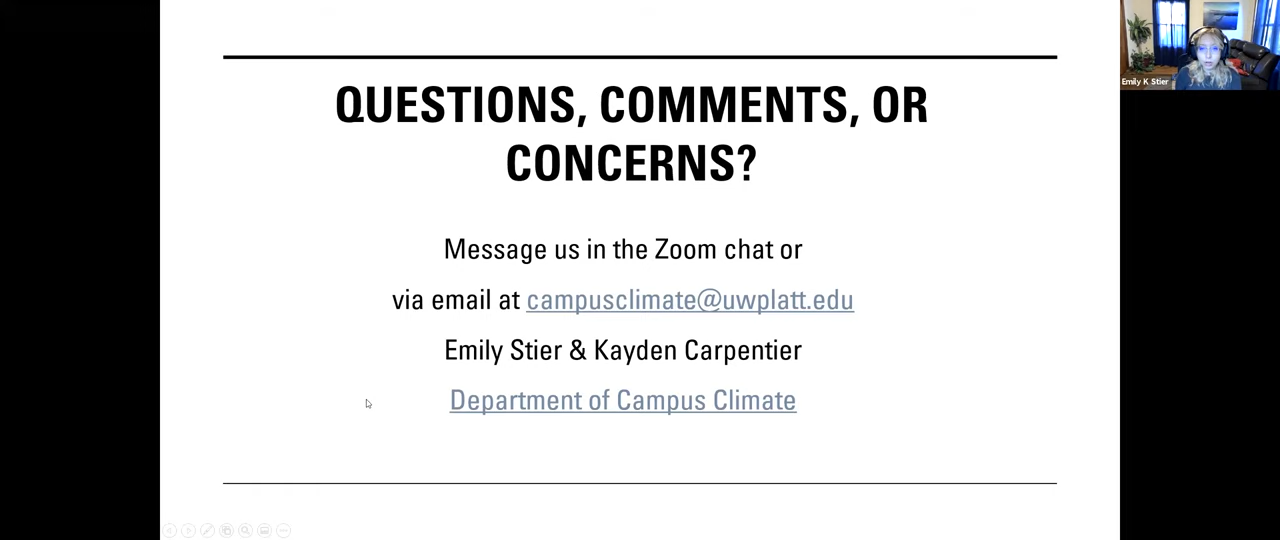 QUESTIONS, COMMENTS, OR
CONCERNS?
Message us in the Zoom chat or
via email at campusclimate@uwplatt.edu
Emily Stier & Kayden Carpentier
Department of Campus Climate
Emily K Stier